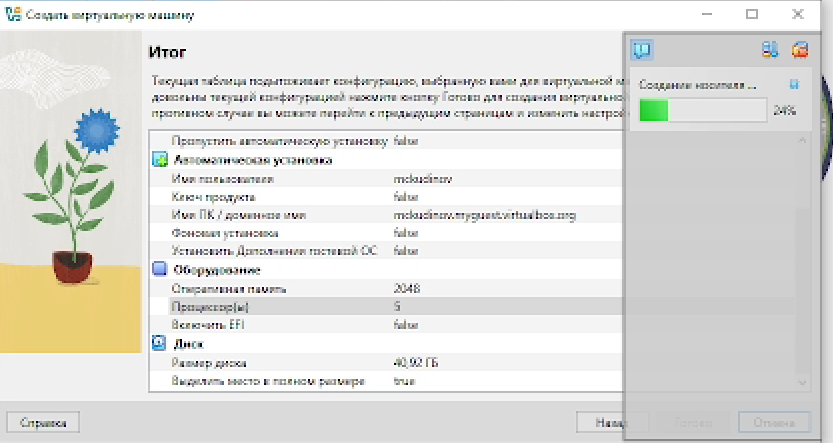 Создать виртуальную машину
Итог
Текущая таблица подытоживает конфигурацию, выбранную вами для виртуальной м
довольны текущей конфигурацией нажмите кнопку Готово для создания виртуально
противном случае вы можете перейти к предыдущим страницам и изменить настрой
Создание носителя ...
24%
Пропустить автоматическую установку false
Автоматическая установка
Имя пользователя mckudinov
Ключ продукта false
Имя ПК / доменное имя mckudinov.myguest.virtualbox.org
Фоновая установка false
Установить Дополнения гостевой ОС false
Оборудование
Оперативная память 2048
Процессор(ы) 5
Включить EFI false
Диск
Размер диска 40,92 ГБ
Выделить место в полном размере true
Справка
Назад
Готово
Отмена